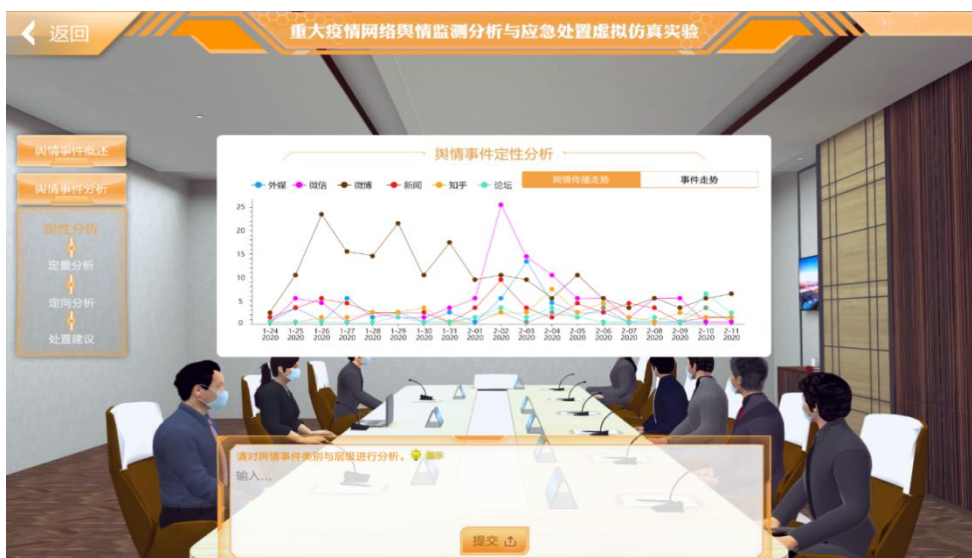 返回
重大疫情网络舆情监测分析与应急处置虚拟仿真实验
舆情事件概述
舆情事件分析
定性分析
定量分析
定向分析
处置建议
舆情事件定性分析
外媒 微信 微博 新闻 知乎 论坛
舆情传播走势 事件走势
25
20
15
10
5
0
1-24 1-25 1-26 1-27 1-28 1-29 1-30 1-31 2-01 2-02 2-03 2-04 2-05 2-06 2-07 2-08 2-09 2-10 2-11
2020 2020 2020 2020 2020 2020 2020 2020 2020 2020 2020 2020 2020 2020 2020 2020 2020 2020 2020
请对舆情事件类别与层级进行分析。 提示
输入...
提交